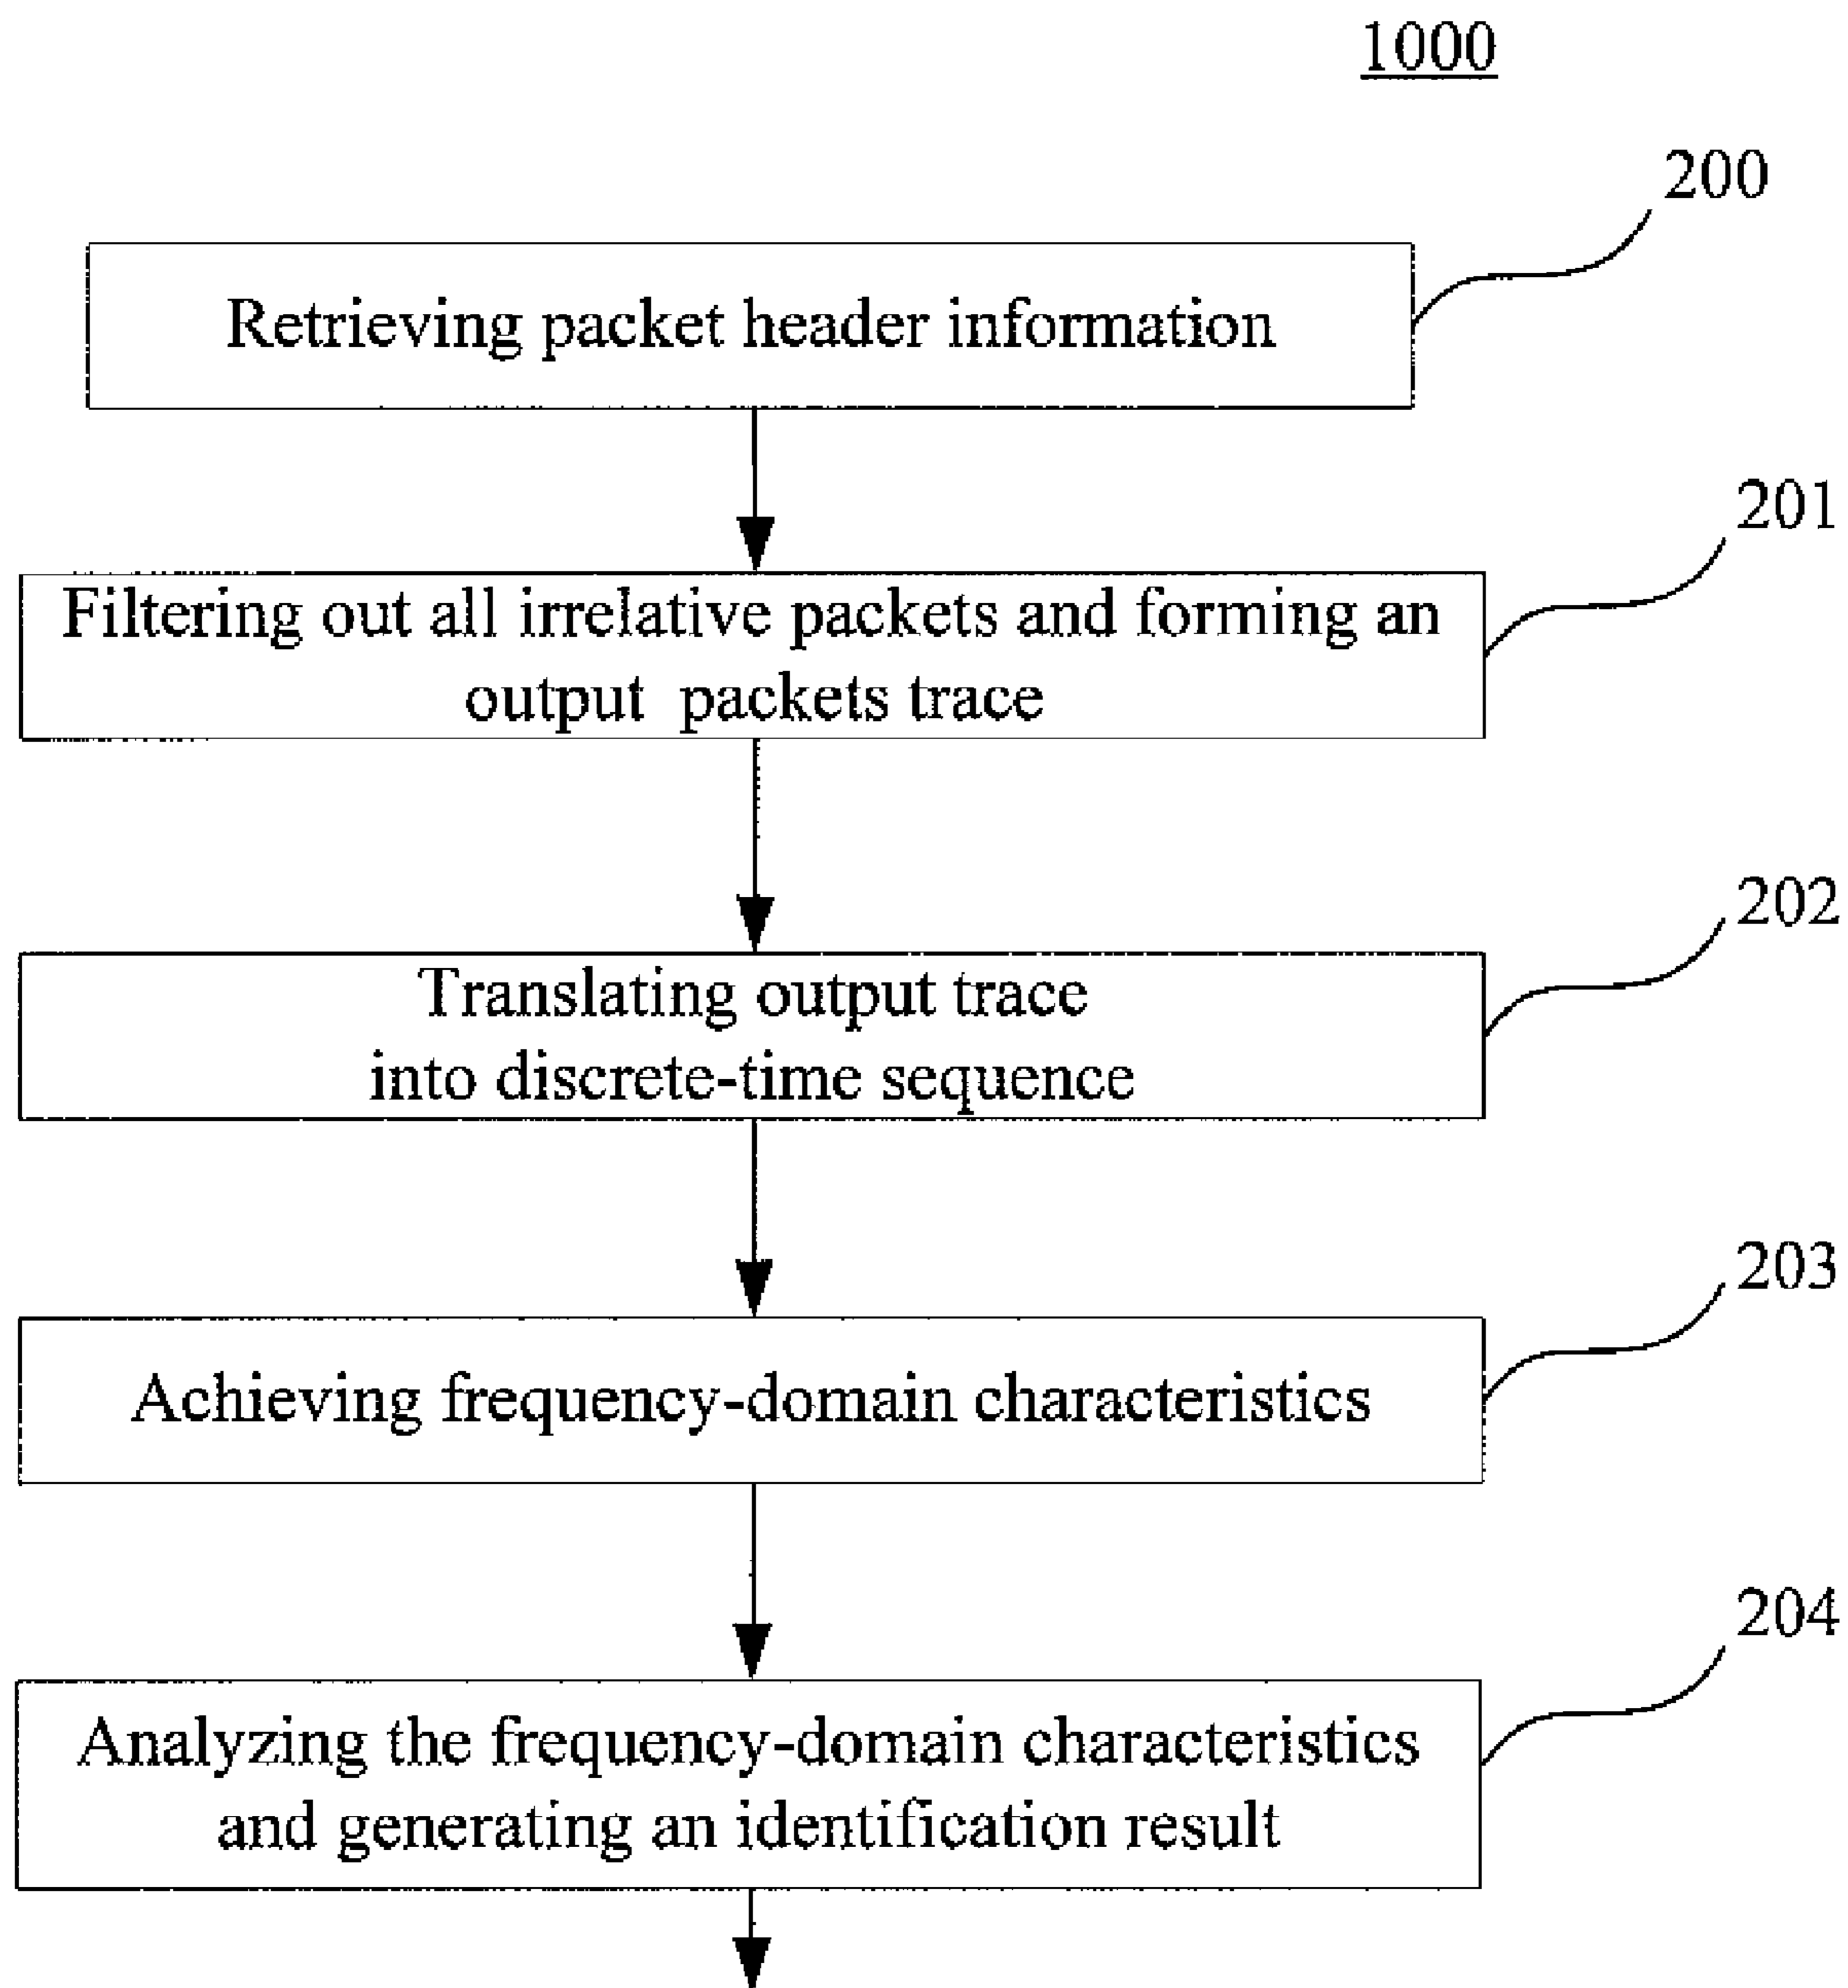 1000
200
Retrieving packet header information
201
Filtering out all irrelative packets and forming an
output packets trace
202
Translating output trace
into discrete-time sequence
203
Achieving frequency-domain characteristics
204
Analyzing the frequency-domain characteristics
and generating an identification result